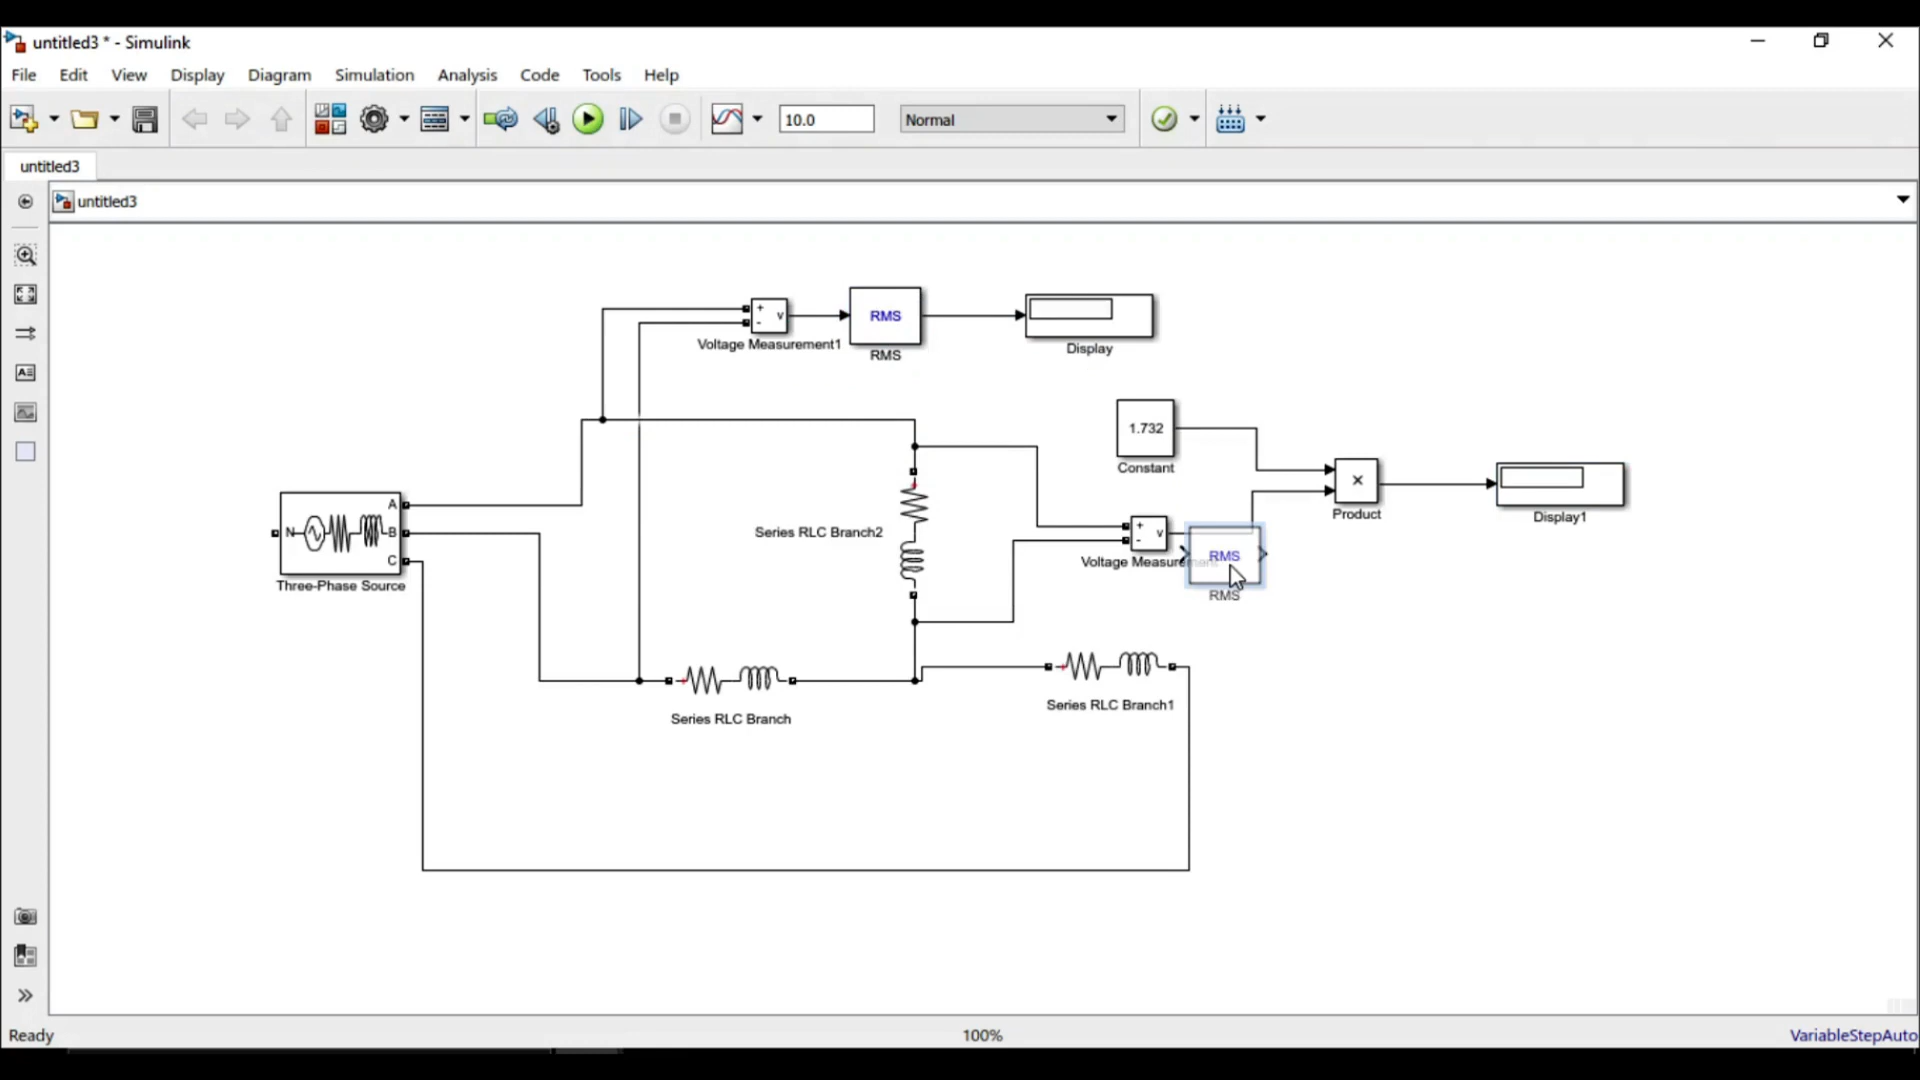 untitled3 * - Simulink
File Edit View Display Diagram Simulation Analysis Code Tools Help
10.0 Normal
untitled3
untitled3
+ v
-
Voltage Measurement1
RMS
RMS
Display
1.732
Constant
×
Product
Display1
A
N B
C
Three-Phase Source
Series RLC Branch2
+ v
-
Voltage Measurement
RMS
RMS
Series RLC Branch
Series RLC Branch1
Ready 100% VariableStepAuto